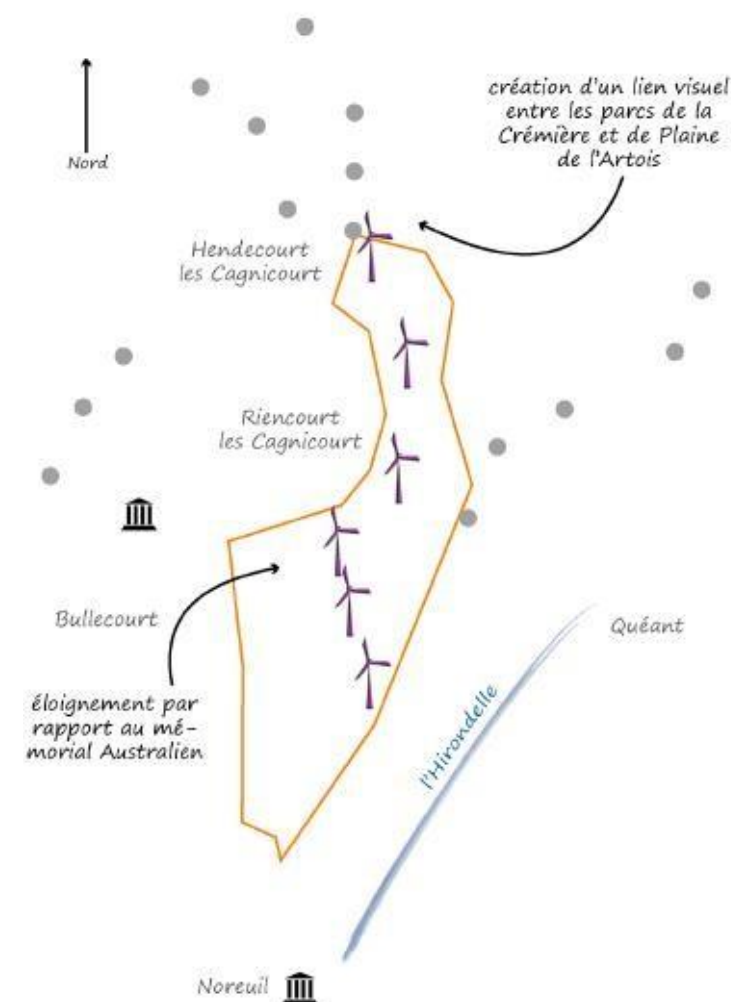 création d'un lien visuel
entre les parcs de la
Crémière et de Plaine
de l'Artois
Nord
Hendecourt
les Cagnicourt
Riencourt
les Cagnicourt
Bullecourt
Quéant
éloignement par
rapport au mé-
morial Australien
l'Hirondelle
Noreuil